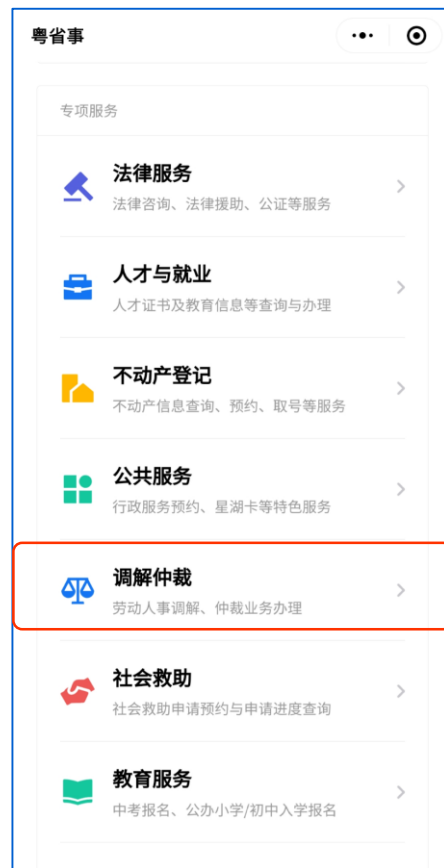 粤省事
专项服务
法律服务
法律咨询、法律援助、公证等服务
人才与就业
人才证书及教育信息等查询与办理
不动产登记
不动产信息查询、预约、取号等服务
公共服务
行政服务预约、星湖卡等特色服务
调解仲裁
劳动人事调解、仲裁业务办理
社会救助
社会救助申请预约与申请进度查询
教育服务
中考报名、公办小学/初中入学报名